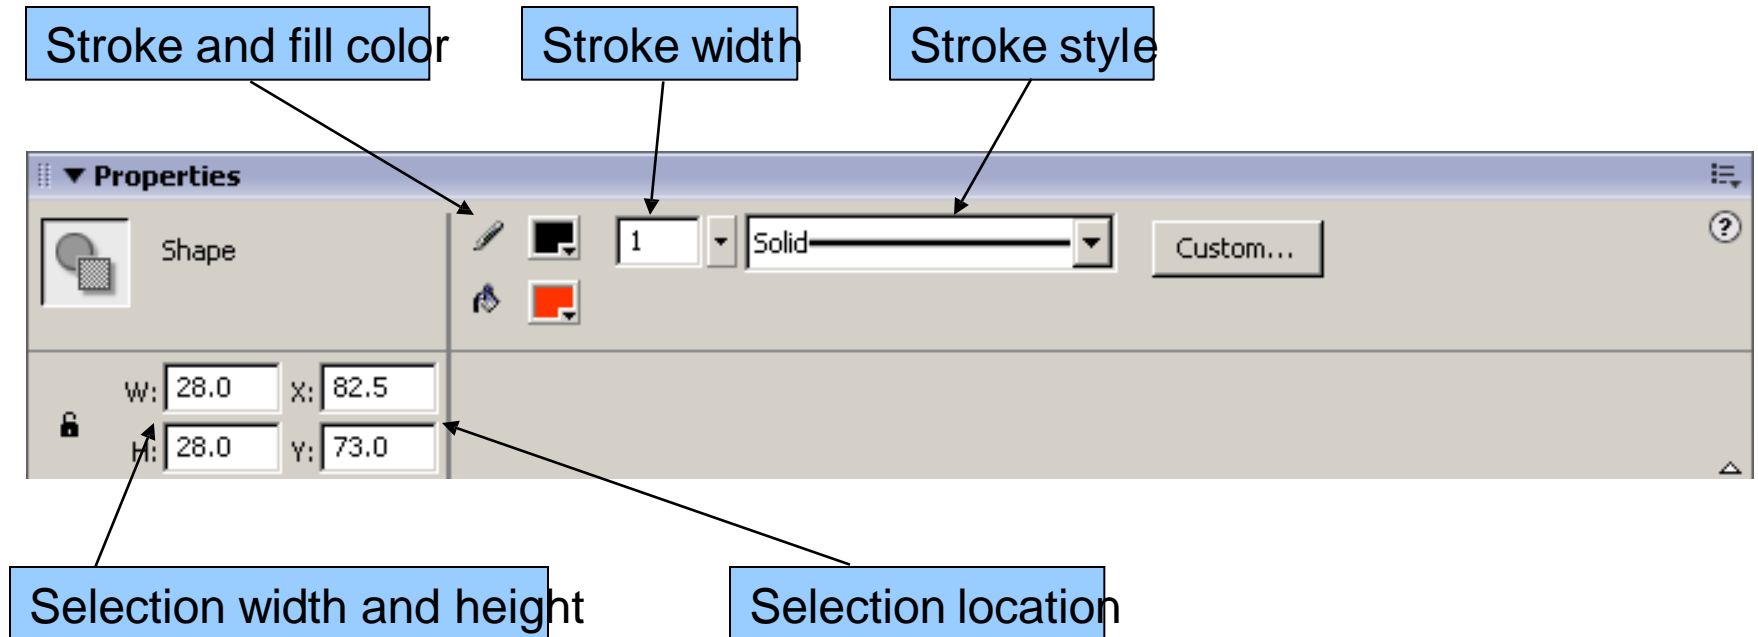 Stroke and fill color Stroke width Stroke style
Properties
Shape 1 Solid Custom... ?
W: 28.0 X: 82.5
H: 28.0 Y: 73.0
Selection width and height Selection location